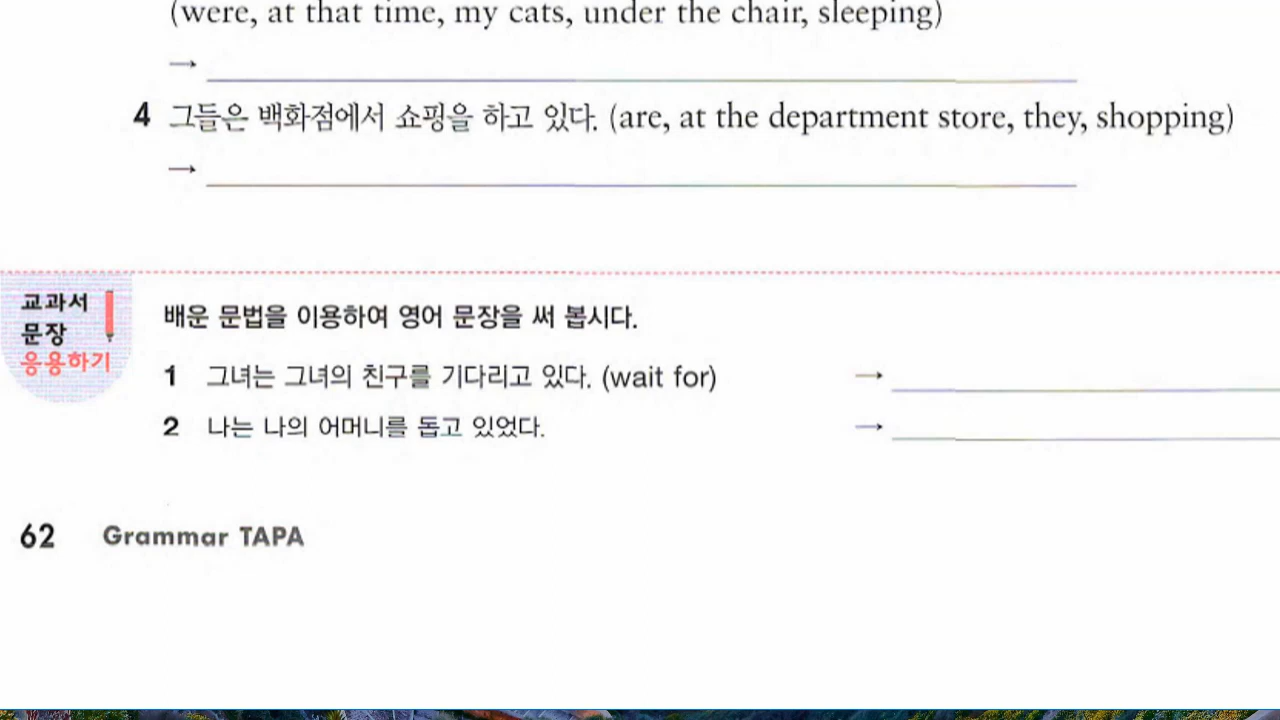 (were, at that time, my cats, under the chair, sleeping)
→
4 그들은 백화점에서 쇼핑을 하고 있다. (are, at the department store, they, shopping)
→
교과서
문장
응용하기
배운 문법을 이용하여 영어 문장을 써 봅시다.
1 그녀는 그녀의 친구를 기다리고 있다. (wait for) →
2 나는 나의 어머니를 돕고 있었다. →
62 Grammar TAPA